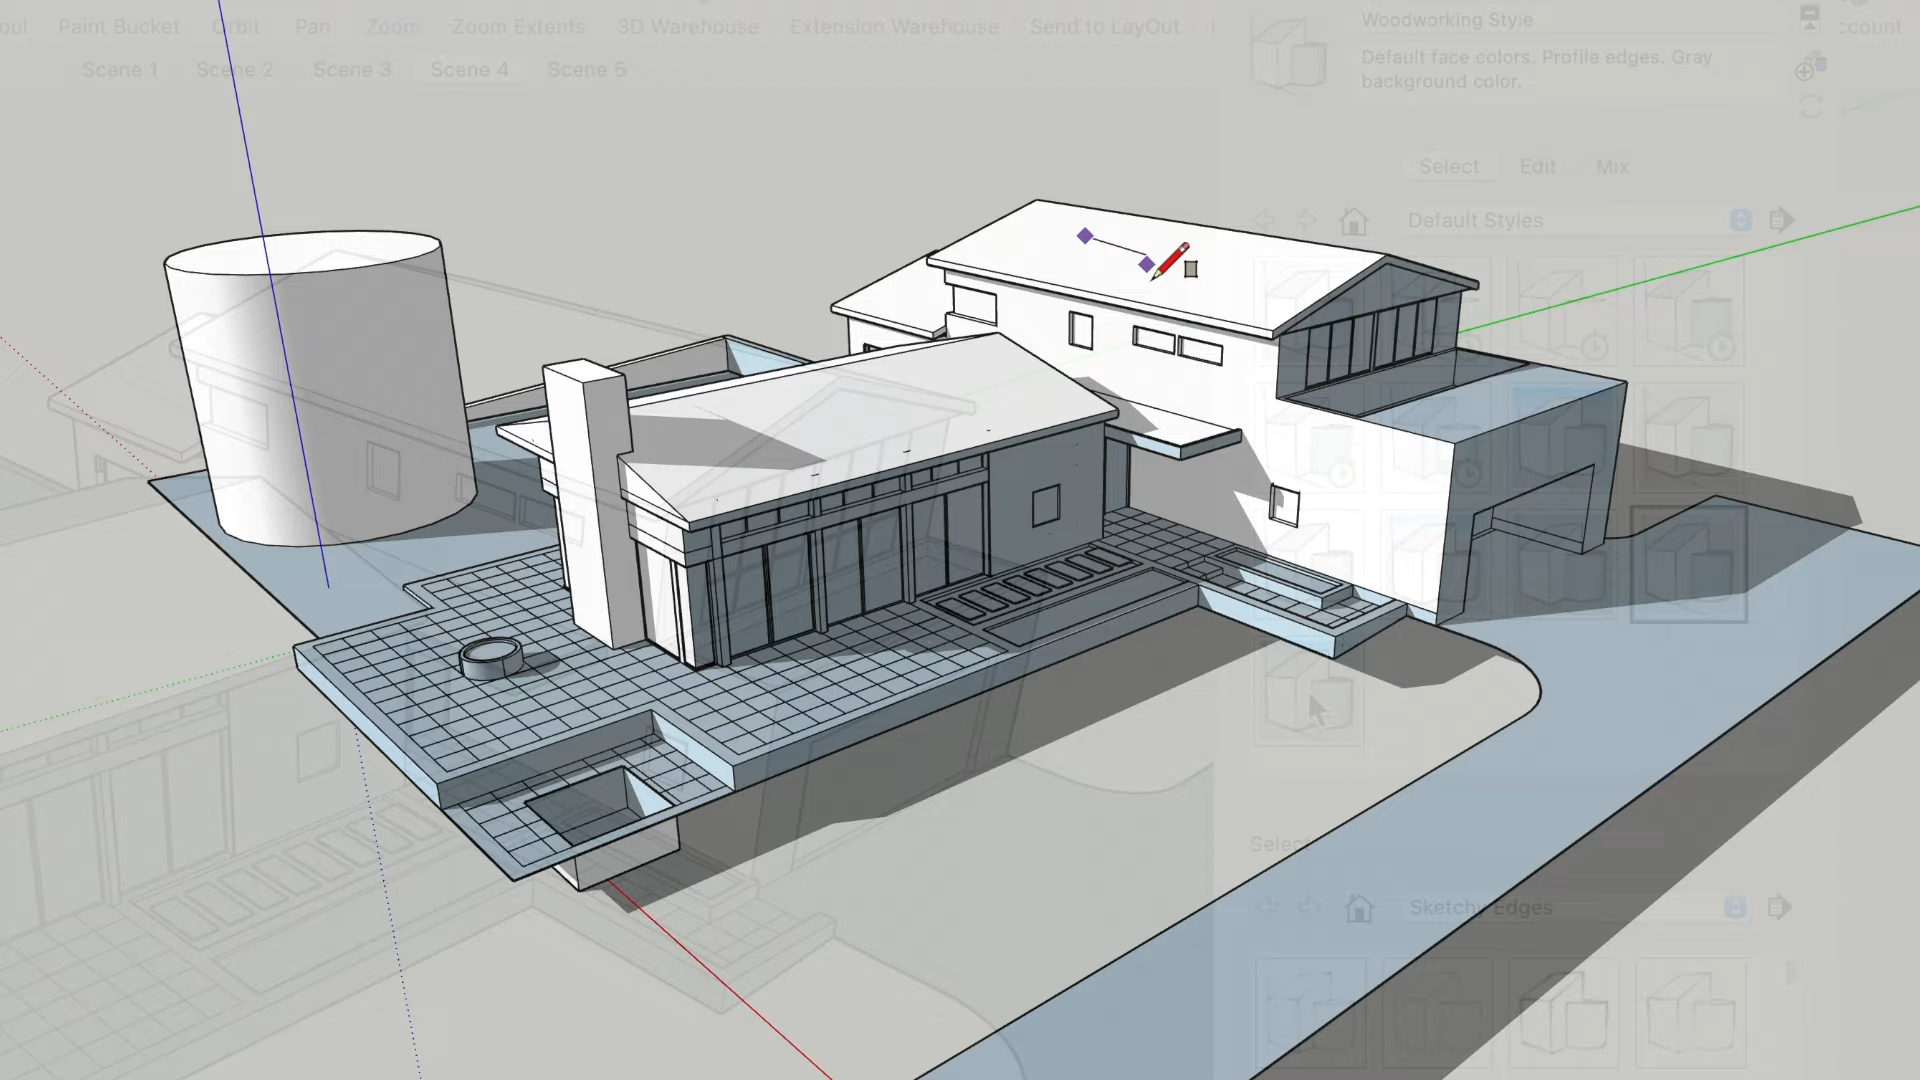 Paint Bucket Orbit Pan Zoom Zoom Extents 3D Warehouse Extension Warehouse Send to LayOut
Scene 1 Scene 2 Scene 3 Scene 4 Scene 5
Woodworking Style
Default face colors. Profile edges. Gray
background color.
Select Edit Mix
Default Styles
Select
Sketchy Edges